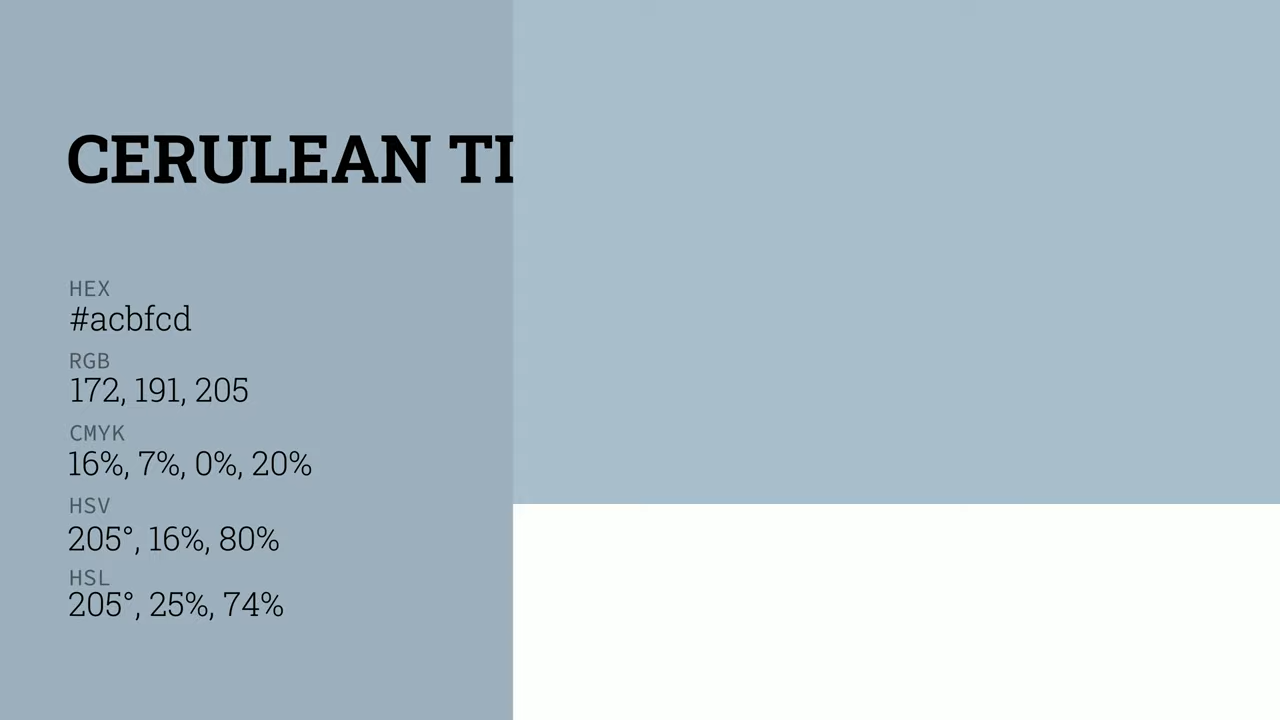 CERULEAN TI
HEX
#acbfcd
RGB
172, 191, 205
CMYK
16%, 7%, 0%, 20%
HSV
205°, 16%, 80%
HSL
205°, 25%, 74%